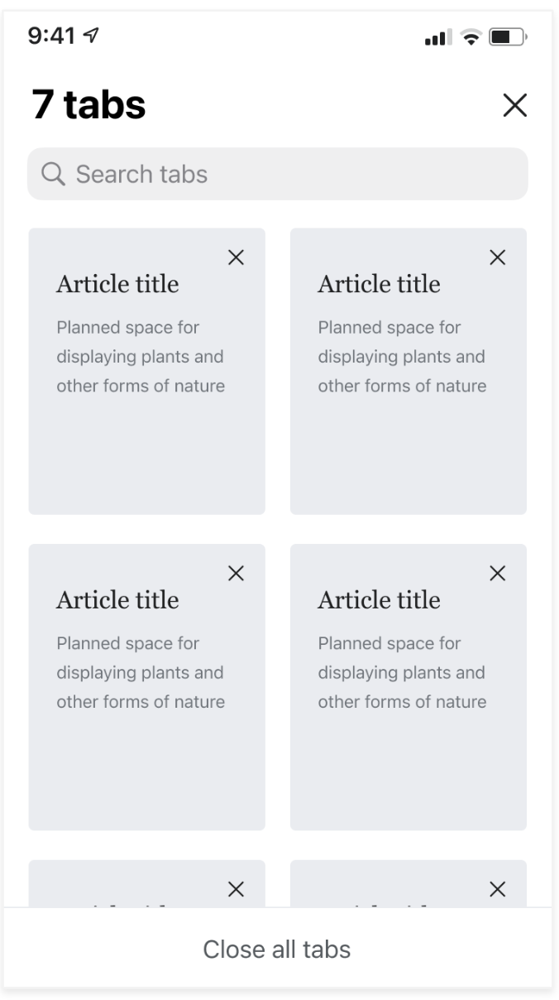 9:41
7 tabs
Search tabs
Article title
Planned space for
displaying plants and
other forms of nature
Article title
Planned space for
displaying plants and
other forms of nature
Article title
Planned space for
displaying plants and
other forms of nature
Article title
Planned space for
displaying plants and
other forms of nature
Close all tabs